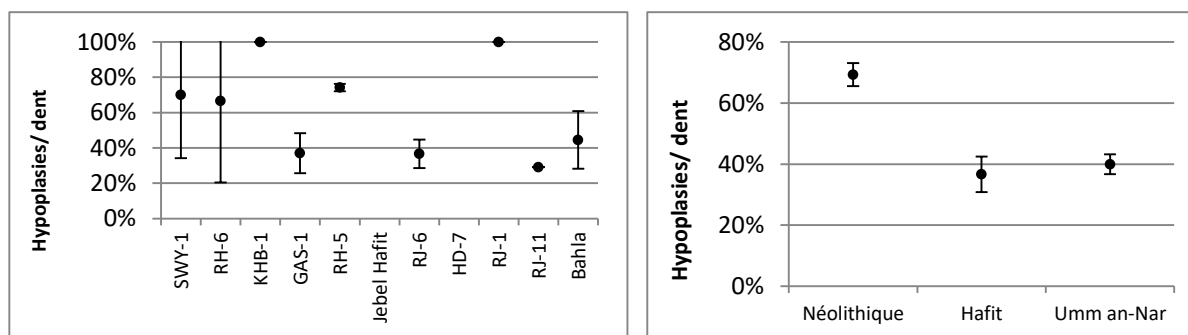 Hypoplasies/ dent
100%
80%
60%
40%
20%
0%
SWY-1
RH-6
KHB-1
GAS-1
RH-5
Jebel Hafit
RJ-6
HD-7
RJ-1
RJ-11
Bahla
Hypoplasies/ dent
80%
60%
40%
20%
0%
Néolithique
Hafit
Umm an-Nar